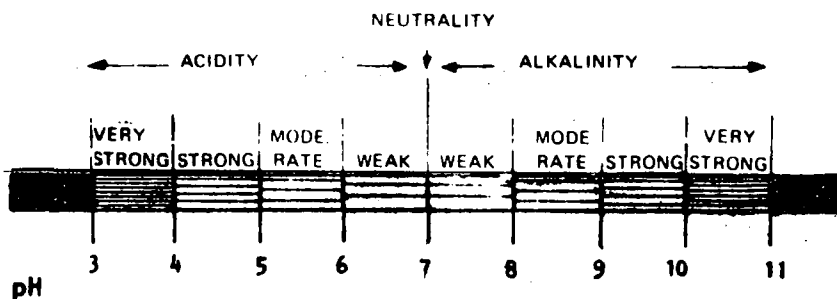 NEUTRALITY
ACIDITY ALKALINITY
VERY STRONG STRONG MODE. RATE WEAK WEAK MODE RATE STRONG VERY STRONG
3 4 5 6 7 8 9 10 11
pH